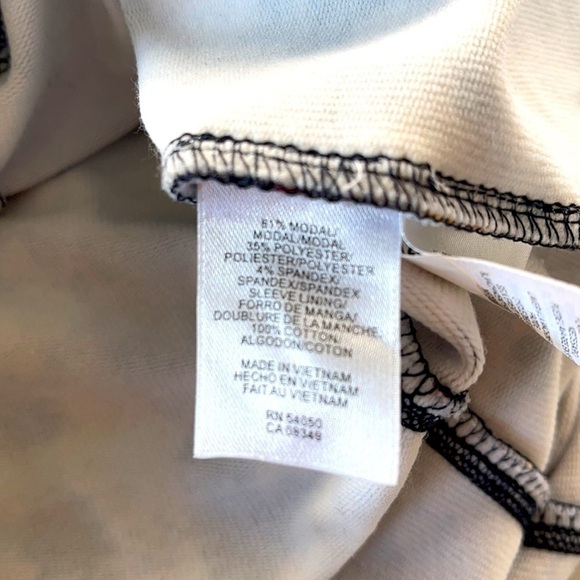 61% MODAL/
MODAL/MODAL
35% POLYESTER/
POLIESTER/POLYESTER
4% SPANDEX/
SPANDEX/SPANDEX
SLEEVE LINING/
FORRO DE MANGA/
DOUBLURE DE LA MANCHE
100% COTTON/
ALGODON/COTON
MADE IN VIETNAM
HECHO EN VIETNAM
FAIT AU VIETNAM
RN 54050
CA 08349